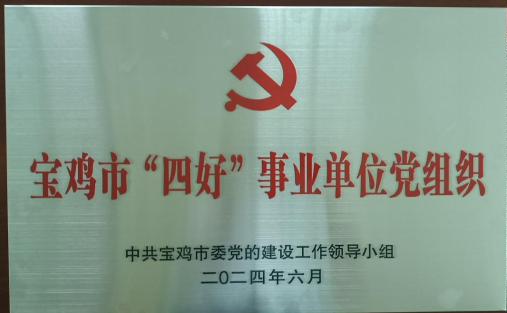 宝鸡市“四好”事业单位党组织
中共宝鸡市委党的建设工作领导小组
二〇二四年六月